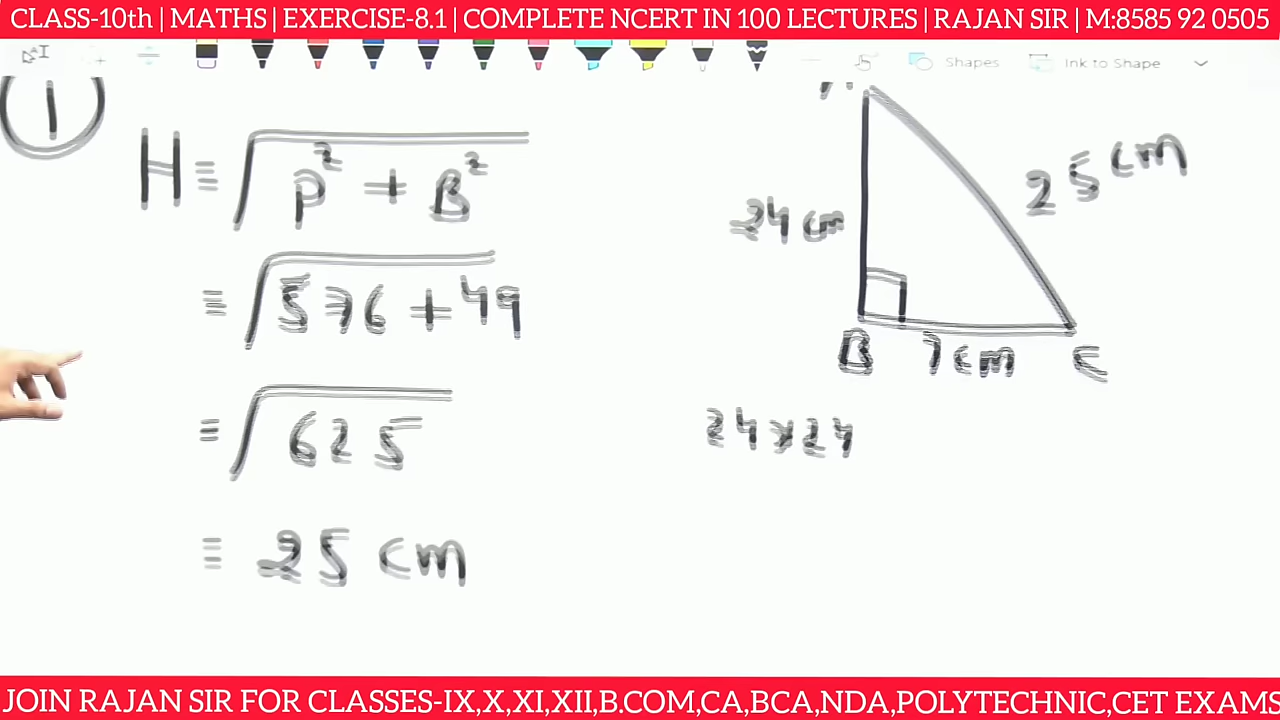 CLASS-10th | MATHS | EXERCISE-8.1 | COMPLETE NCERT IN 100 LECTURES | RAJAN SIR | M:8585 92 0505
Shapes
Ink to Shape
1
H = √P² + B²
= √576 + 49
= √625
= 25 cm
A
24 cm
25 cm
B 7 cm C
24 × 24
JOIN RAJAN SIR FOR CLASSES-IX,X,XI,XII,B.COM,CA,BCA,NDA,POLYTECHNIC,CET EXAMS